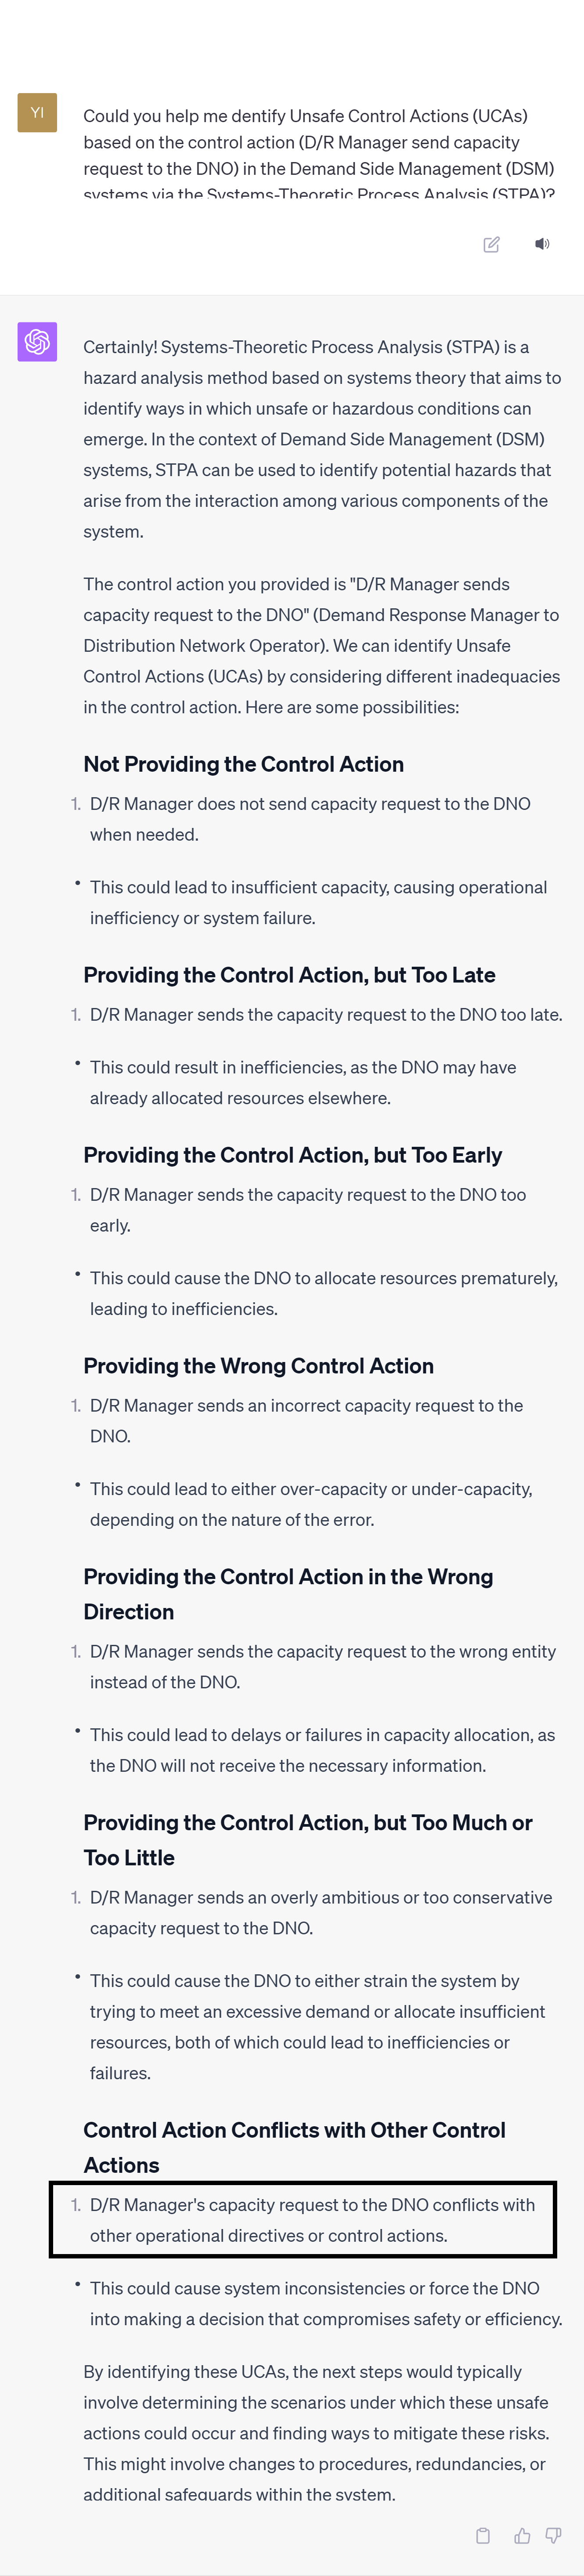 YI
Could you help me dentify Unsafe Control Actions (UCAs)
based on the control action (D/R Manager send capacity
request to the DNO) in the Demand Side Management (DSM)
systems via the Systems-Theoretic Process Analysis (STPA)?
Certainly! Systems-Theoretic Process Analysis (STPA) is a
hazard analysis method based on systems theory that aims to
identify ways in which unsafe or hazardous conditions can
emerge. In the context of Demand Side Management (DSM)
systems, STPA can be used to identify potential hazards that
arise from the interaction among various components of the
system.
The control action you provided is "D/R Manager sends
capacity request to the DNO" (Demand Response Manager to
Distribution Network Operator). We can identify Unsafe
Control Actions (UCAs) by considering different inadequacies
in the control action. Here are some possibilities:
Not Providing the Control Action
1. D/R Manager does not send capacity request to the DNO
when needed.
• This could lead to insufficient capacity, causing operational
inefficiency or system failure.
Providing the Control Action, but Too Late
1. D/R Manager sends the capacity request to the DNO too late.
• This could result in inefficiencies, as the DNO may have
already allocated resources elsewhere.
Providing the Control Action, but Too Early
1. D/R Manager sends the capacity request to the DNO too
early.
• This could cause the DNO to allocate resources prematurely,
leading to inefficiencies.
Providing the Wrong Control Action
1. D/R Manager sends an incorrect capacity request to the
DNO.
• This could lead to either over-capacity or under-capacity,
depending on the nature of the error.
Providing the Control Action in the Wrong
Direction
1. D/R Manager sends the capacity request to the wrong entity
instead of the DNO.
• This could lead to delays or failures in capacity allocation, as
the DNO will not receive the necessary information.
Providing the Control Action, but Too Much or
Too Little
1. D/R Manager sends an overly ambitious or too conservative
capacity request to the DNO.
• This could cause the DNO to either strain the system by
trying to meet an excessive demand or allocate insufficient
resources, both of which could lead to inefficiencies or
failures.
Control Action Conflicts with Other Control
Actions
1. D/R Manager's capacity request to the DNO conflicts with
other operational directives or control actions.
• This could cause system inconsistencies or force the DNO
into making a decision that compromises safety or efficiency.
By identifying these UCAs, the next steps would typically
involve determining the scenarios under which these unsafe
actions could occur and finding ways to mitigate these risks.
This might involve changes to procedures, redundancies, or
additional safeguards within the system.